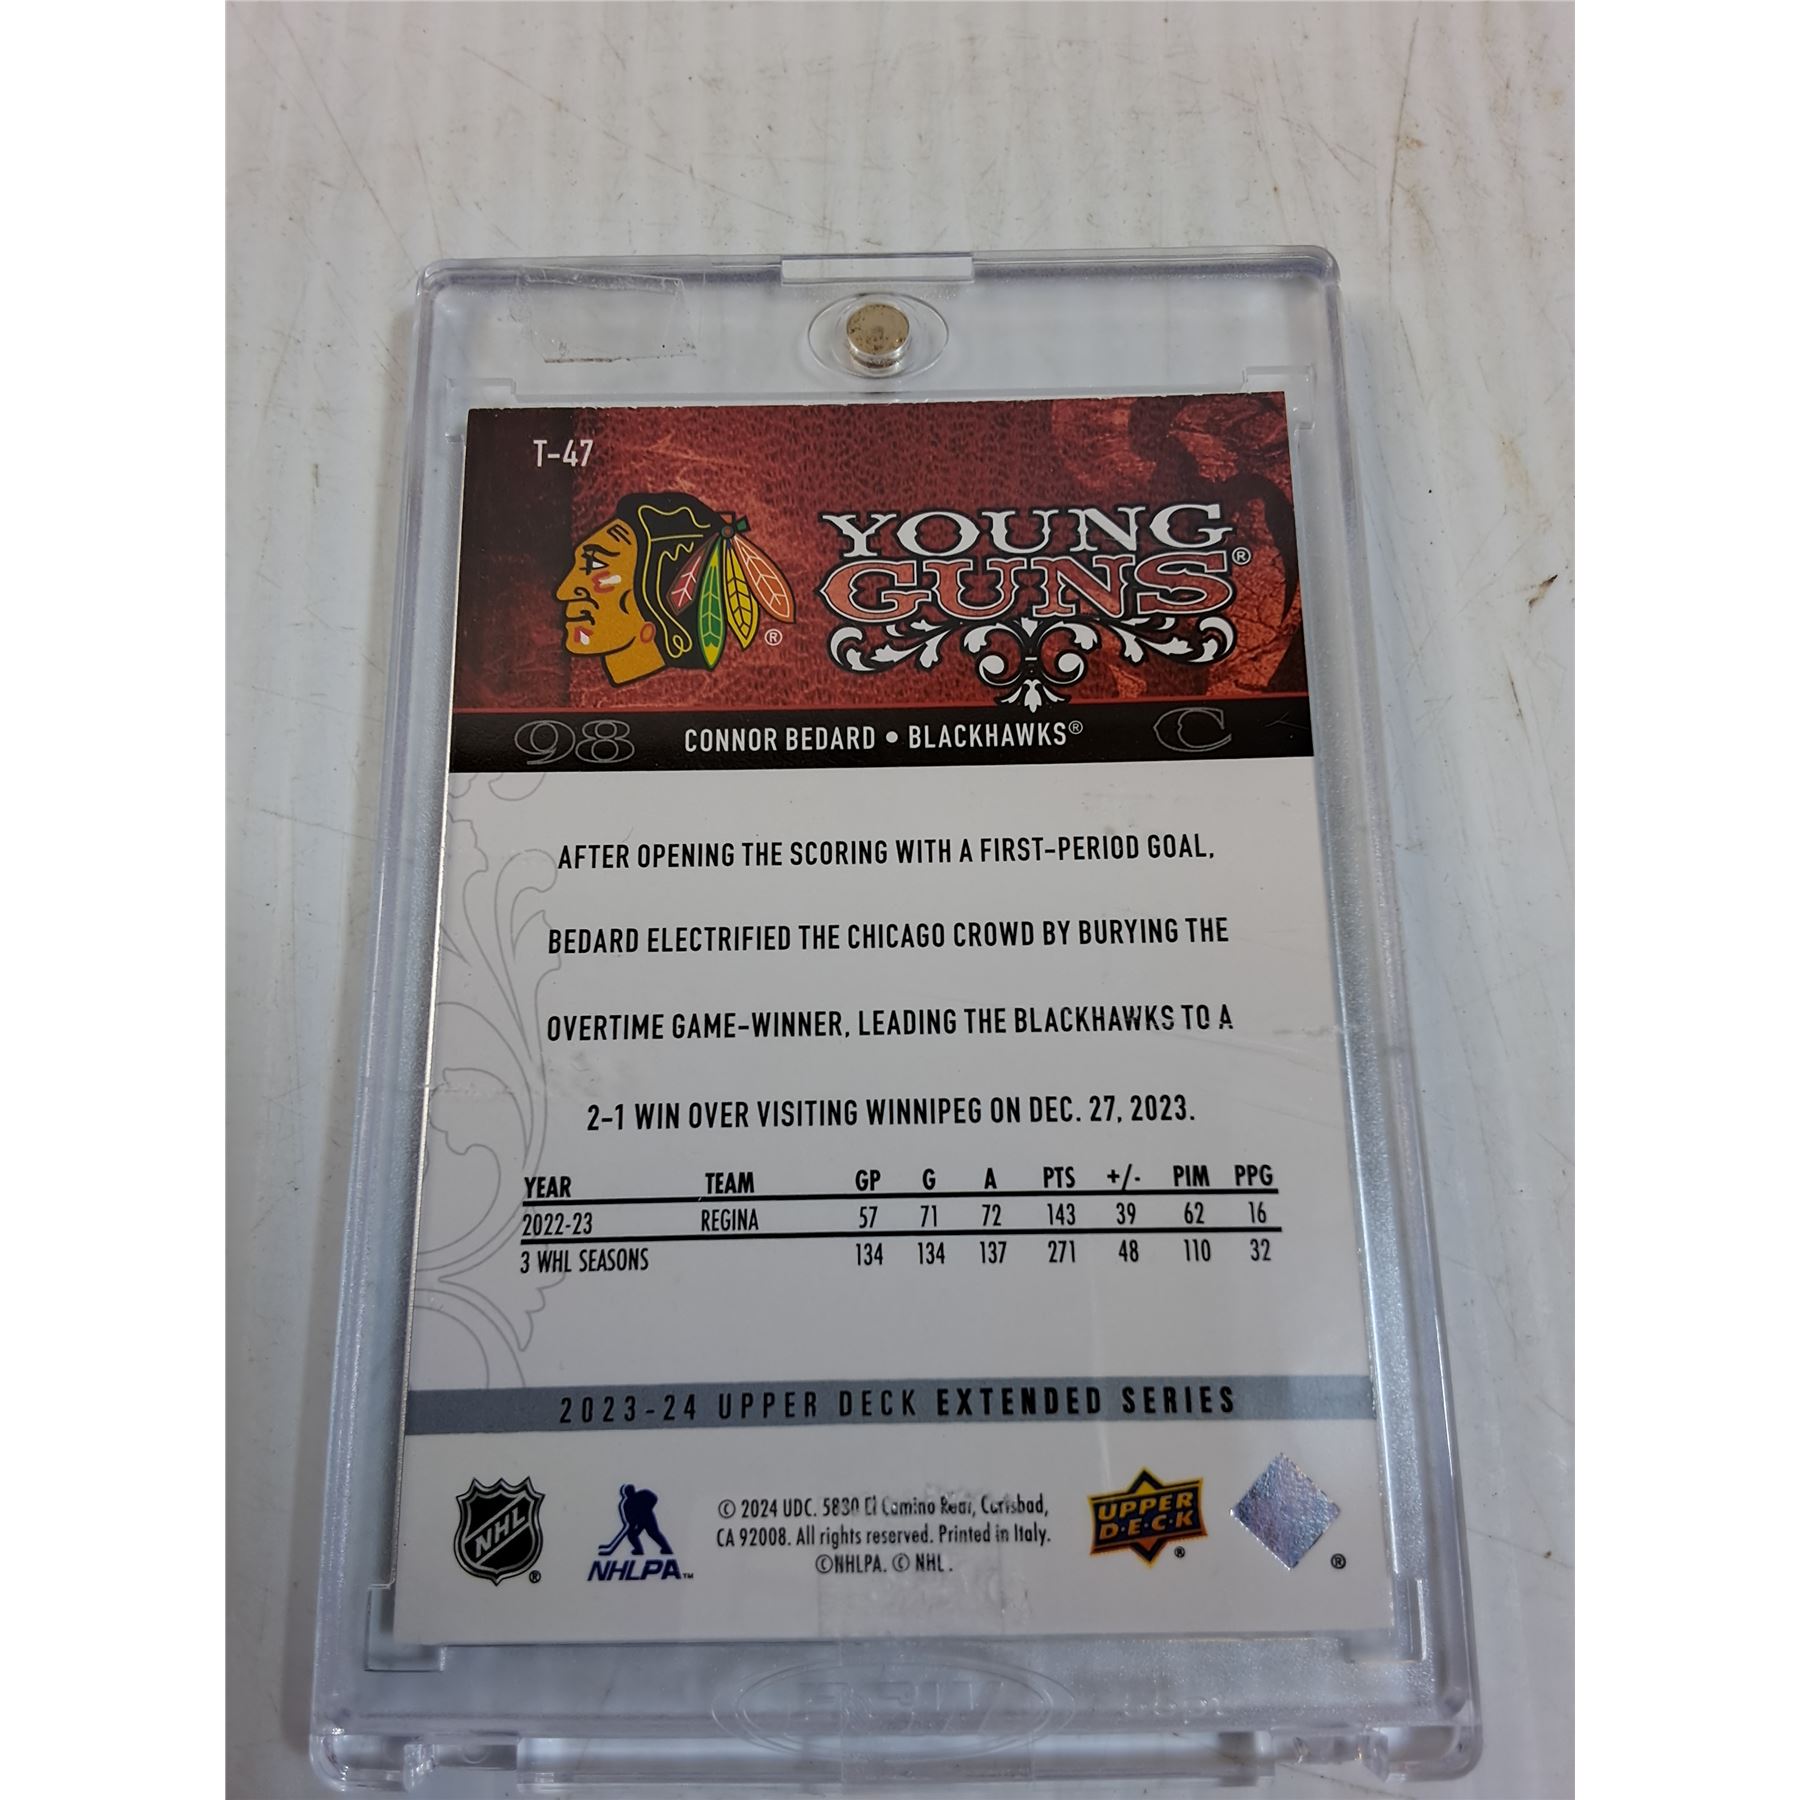 T-47
YOUNG
GUNS®
®
98 CONNOR BEDARD • BLACKHAWKS® C
AFTER OPENING THE SCORING WITH A FIRST-PERIOD GOAL,
BEDARD ELECTRIFIED THE CHICAGO CROWD BY BURYING THE
OVERTIME GAME-WINNER, LEADING THE BLACKHAWKS TO A
2-1 WIN OVER VISITING WINNIPEG ON DEC. 27, 2023.
YEAR TEAM GP G A PTS +/- PIM PPG
2022-23 REGINA 57 71 72 143 39 62 16
3 WHL SEASONS 134 134 137 271 48 110 32
2023-24 UPPER DECK EXTENDED SERIES
NHL ®
NHLPA™
© 2024 UDC. 5830 El Camino Real, Carlsbad,
CA 92008. All rights reserved. Printed in Italy.
©NHLPA. © NHL.
UPPER
D·E·C·K ®
®